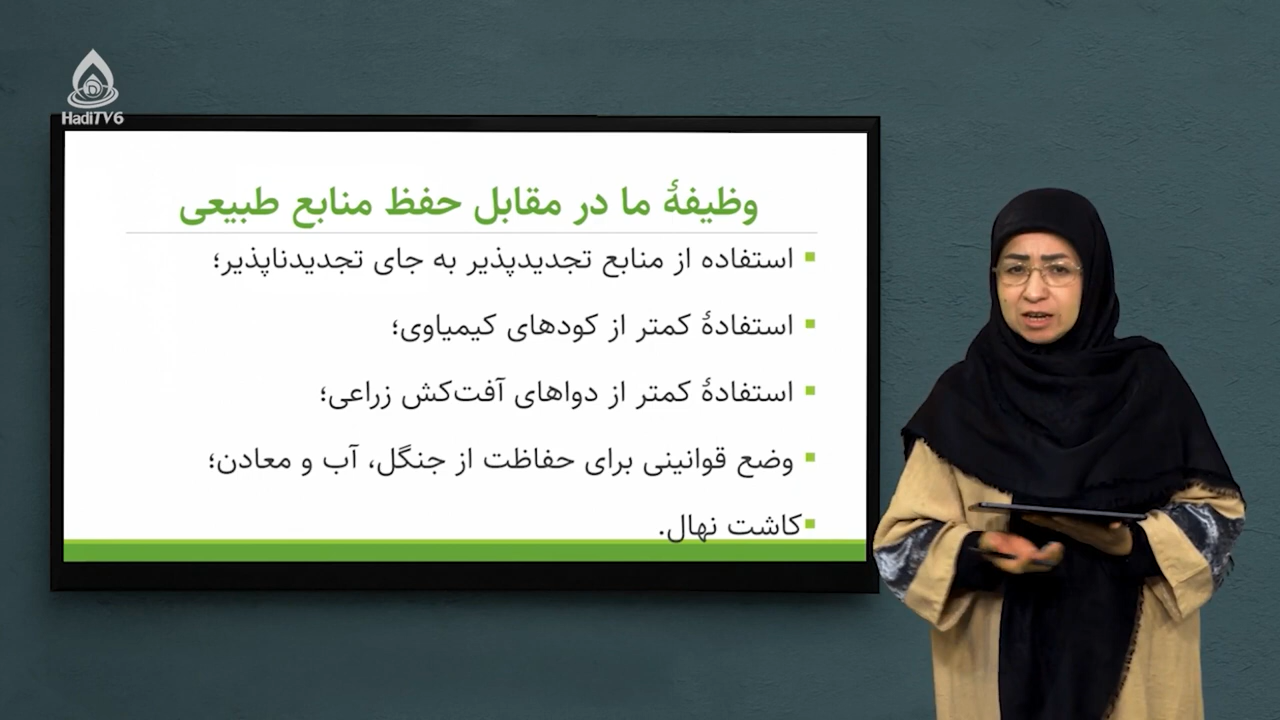 HadiTV6
وظیفهٔ ما در مقابل حفظ منابع طبیعی
استفاده از منابع تجدیدپذیر به جای تجدیدناپذیر؛
استفادهٔ کمتر از کودهای کیمیاوی؛
استفادهٔ کمتر از دواهای آفت‌کش زراعی؛
وضع قوانینی برای حفاظت از جنگل، آب و معادن؛
کاشت نهال.